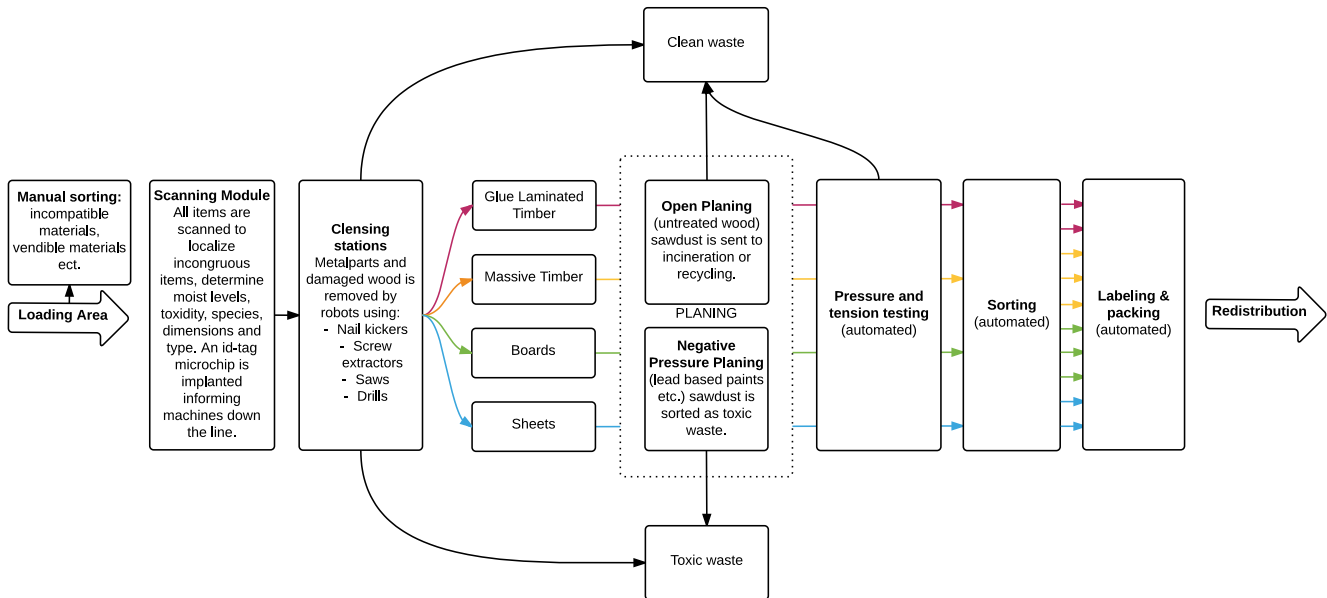 Clean waste
Manual sorting:
incompatible
materials,
vendible materials
ect.
Loading Area
Scanning Module
All items are
scanned to
localize
incongruous
items, determine
moist levels,
toxidity, species,
dimensions and
type. An id-tag
microchip is
implanted
informing
machines down
the line.
Clensing
stations
Metalparts and
damaged wood is
removed by
robots using:
- Nail kickers
- Screw
extractors
- Saws
- Drills
Glue Laminated
Timber
Massive Timber
Boards
Sheets
Open Planing
(untreated wood)
sawdust is sent to
incineration or
recycling.
PLANING
Negative
Pressure Planing
(lead based paints
etc.) sawdust is
sorted as toxic
waste.
Pressure and
tension testing
(automated)
Sorting
(automated)
Labeling &
packing
(automated)
Redistribution
Toxic waste